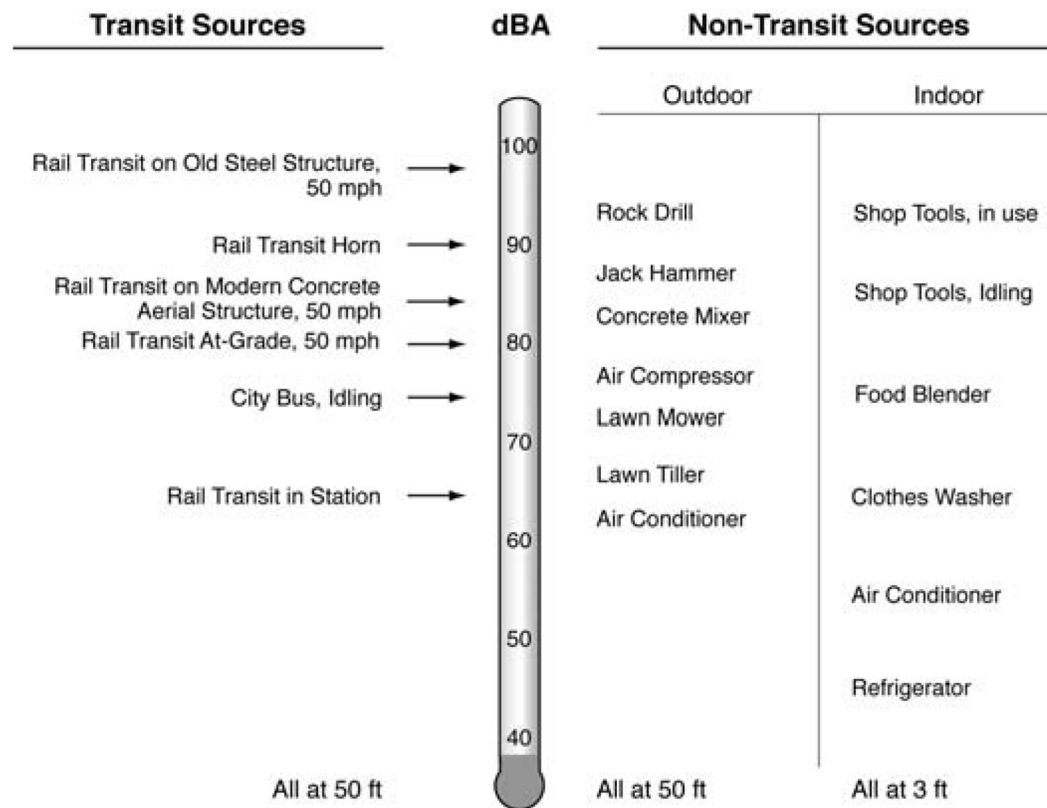 Transit Sources
dBA
Non-Transit Sources
Outdoor
Indoor
Rail Transit on Old Steel Structure,
50 mph
Rail Transit Horn
Rail Transit on Modern Concrete
Aerial Structure, 50 mph
Rail Transit At-Grade, 50 mph
City Bus, Idling
Rail Transit in Station
All at 50 ft
100
90
80
70
60
50
40
Rock Drill
Jack Hammer
Concrete Mixer
Air Compressor
Lawn Mower
Lawn Tiller
Air Conditioner
All at 50 ft
Shop Tools, in use
Shop Tools, Idling
Food Blender
Clothes Washer
Air Conditioner
Refrigerator
All at 3 ft